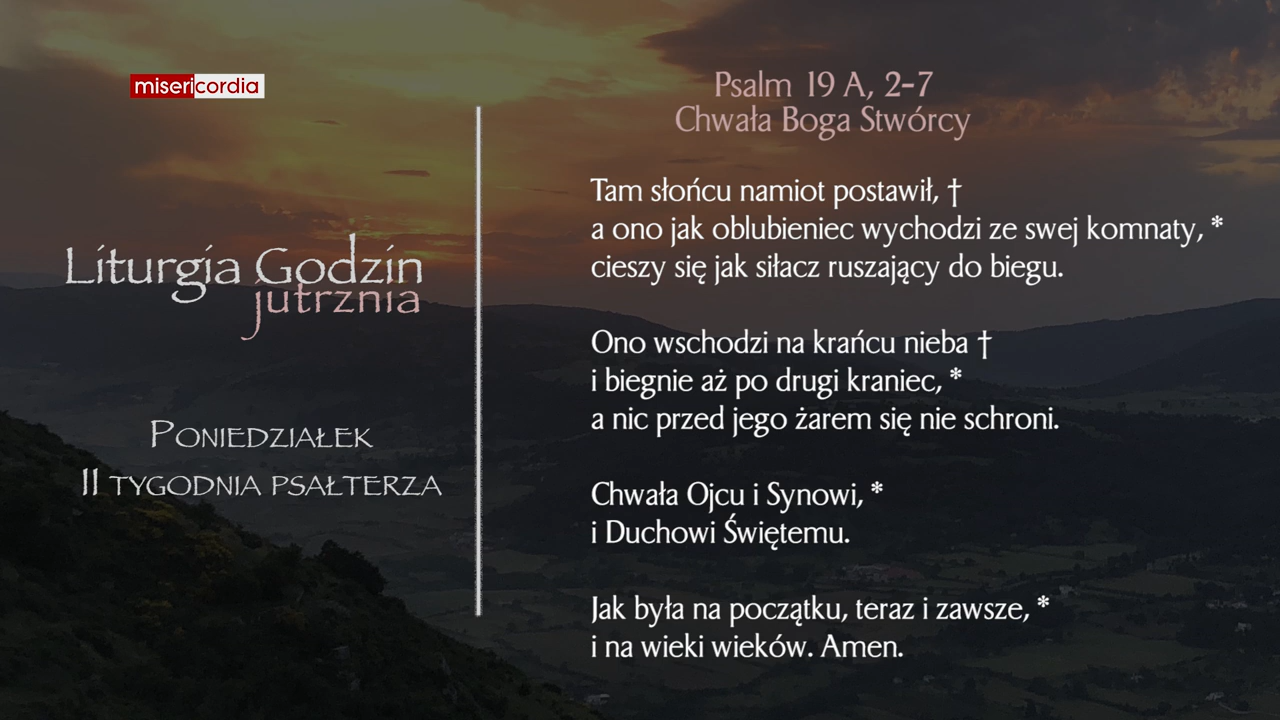 misericordia
Liturgia Godzin
jutrznia
Poniedziałek
II tygodnia psałterza
Psalm 19 A, 2-7
Chwała Boga Stwórcy
Tam słońcu namiot postawił, †
a ono jak oblubieniec wychodzi ze swej komnaty, *
cieszy się jak siłacz ruszający do biegu.
Ono wschodzi na krańcu nieba †
i biegnie aż po drugi kraniec, *
a nic przed jego żarem się nie schroni.
Chwała Ojcu i Synowi, *
i Duchowi Świętemu.
Jak była na początku, teraz i zawsze, *
i na wieki wieków. Amen.